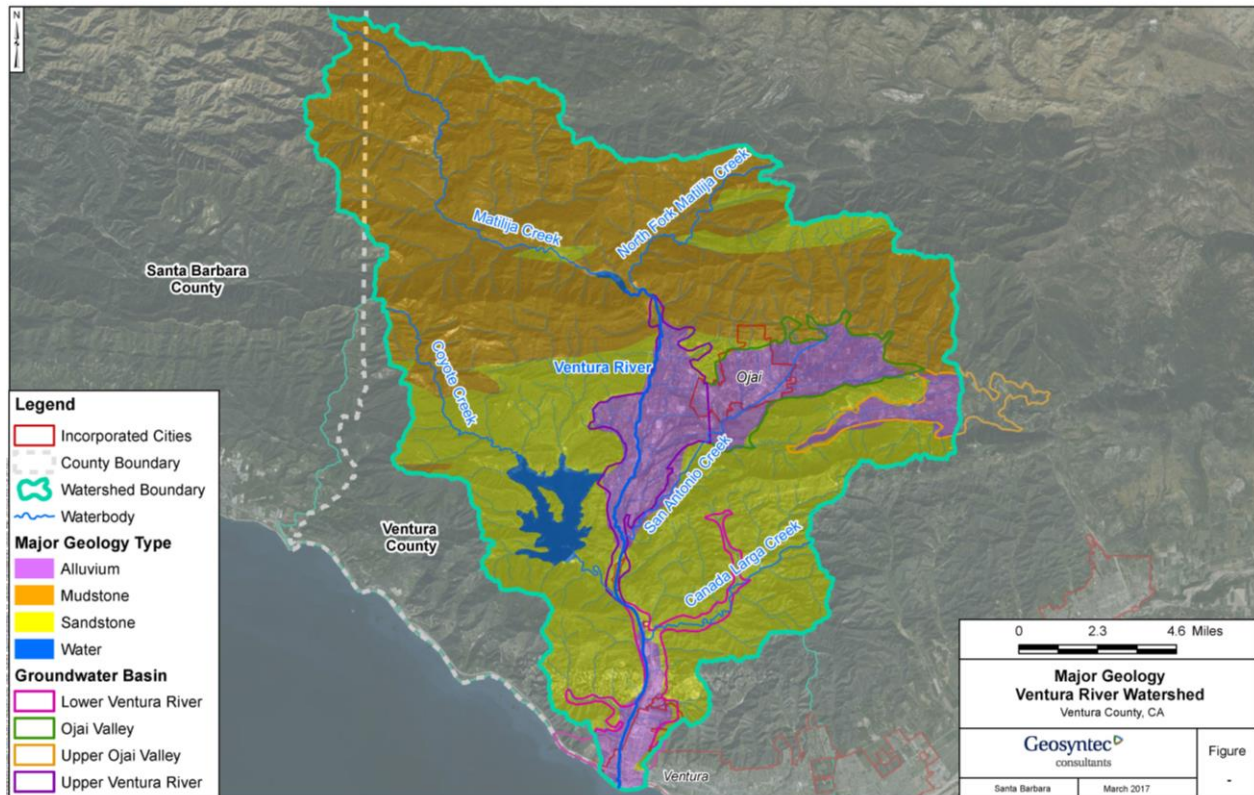 N
Matilija Creek
North Fork Matilija Creek
Santa Barbara
County
Coyote Creek
Ventura River
Ojai
San Antonio Creek
Ventura
County
Canada Larga Creek
Ventura
Legend
Incorporated Cities
County Boundary
Watershed Boundary
Waterbody
Major Geology Type
Alluvium
Mudstone
Sandstone
Water
Groundwater Basin
Lower Ventura River
Ojai Valley
Upper Ojai Valley
Upper Ventura River
0 2.3 4.6 Miles
Major Geology
Ventura River Watershed
Ventura County, CA
Geosyntec
consultants
Figure
-
Santa Barbara March 2017